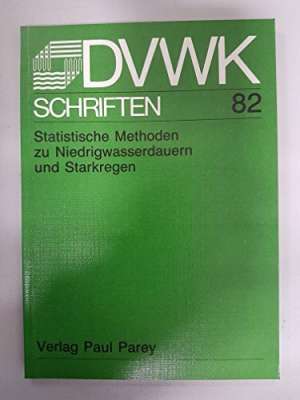 DVWK
SCHRIFTEN 82
Statistische Methoden
zu Niedrigwasserdauern
und Starkregen
Verlag Paul Parey